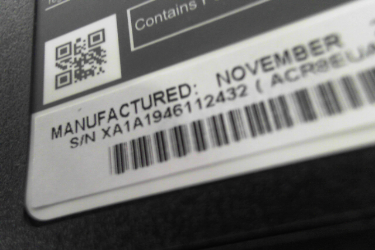 Contains
MANUFACTURED: NOVEMBER
S/N XA1A1946112432 ( ACR8EUA